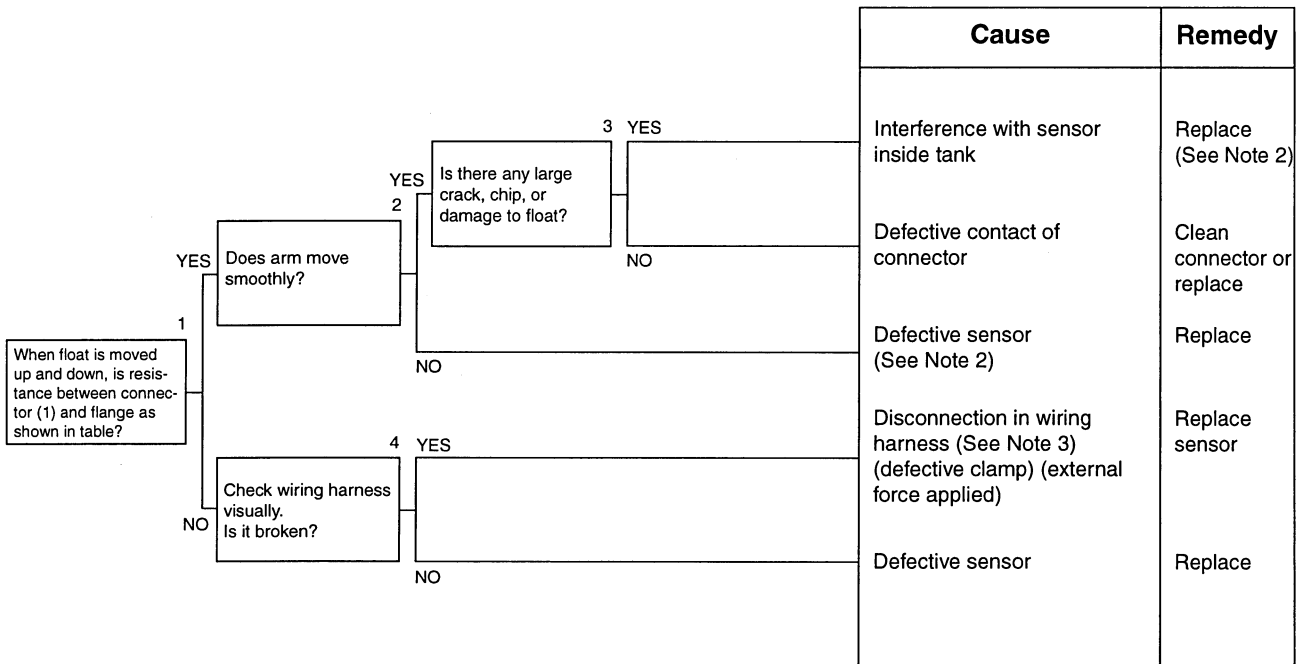 Cause
Remedy
3 YES
Interference with sensor
inside tank
Replace
(See Note 2)
YES
Is there any large
crack, chip, or
damage to float?
2
Defective contact of
connector
Clean
connector or
replace
NO
YES
Does arm move
smoothly?
1
Defective sensor
(See Note 2)
Replace
NO
When float is moved
up and down, is resis-
tance between connec-
tor (1) and flange as
shown in table?
Disconnection in wiring
harness (See Note 3)
(defective clamp) (external
force applied)
Replace
sensor
4 YES
Check wiring harness
visually.
Is it broken?
NO
Defective sensor
Replace
NO